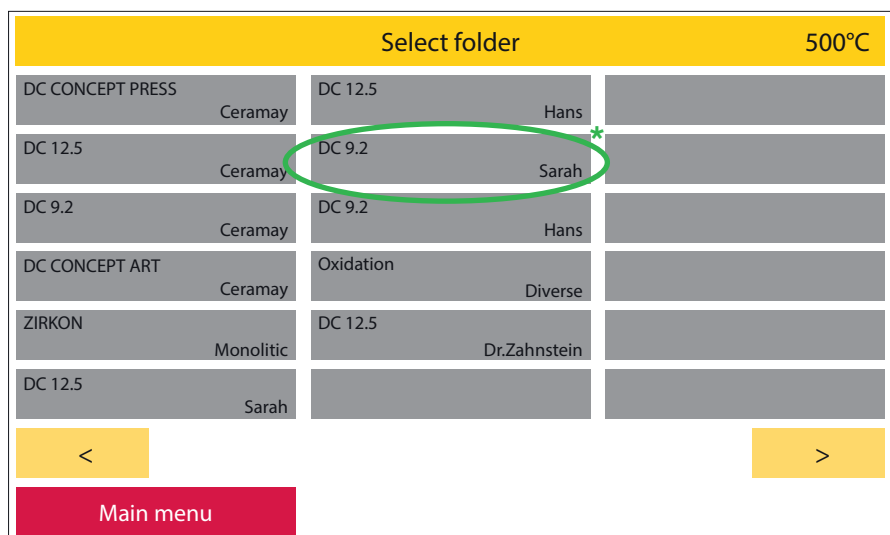 Select folder 500°C
DC CONCEPT PRESS
Ceramay
DC 12.5
Ceramay
DC 9.2
Ceramay
DC CONCEPT ART
Ceramay
ZIRKON
Monolitic
DC 12.5
Sarah
DC 12.5
Hans
*
DC 9.2
Sarah
DC 9.2
Hans
Oxidation
Diverse
DC 12.5
Dr.Zahnstein
< >
Main menu